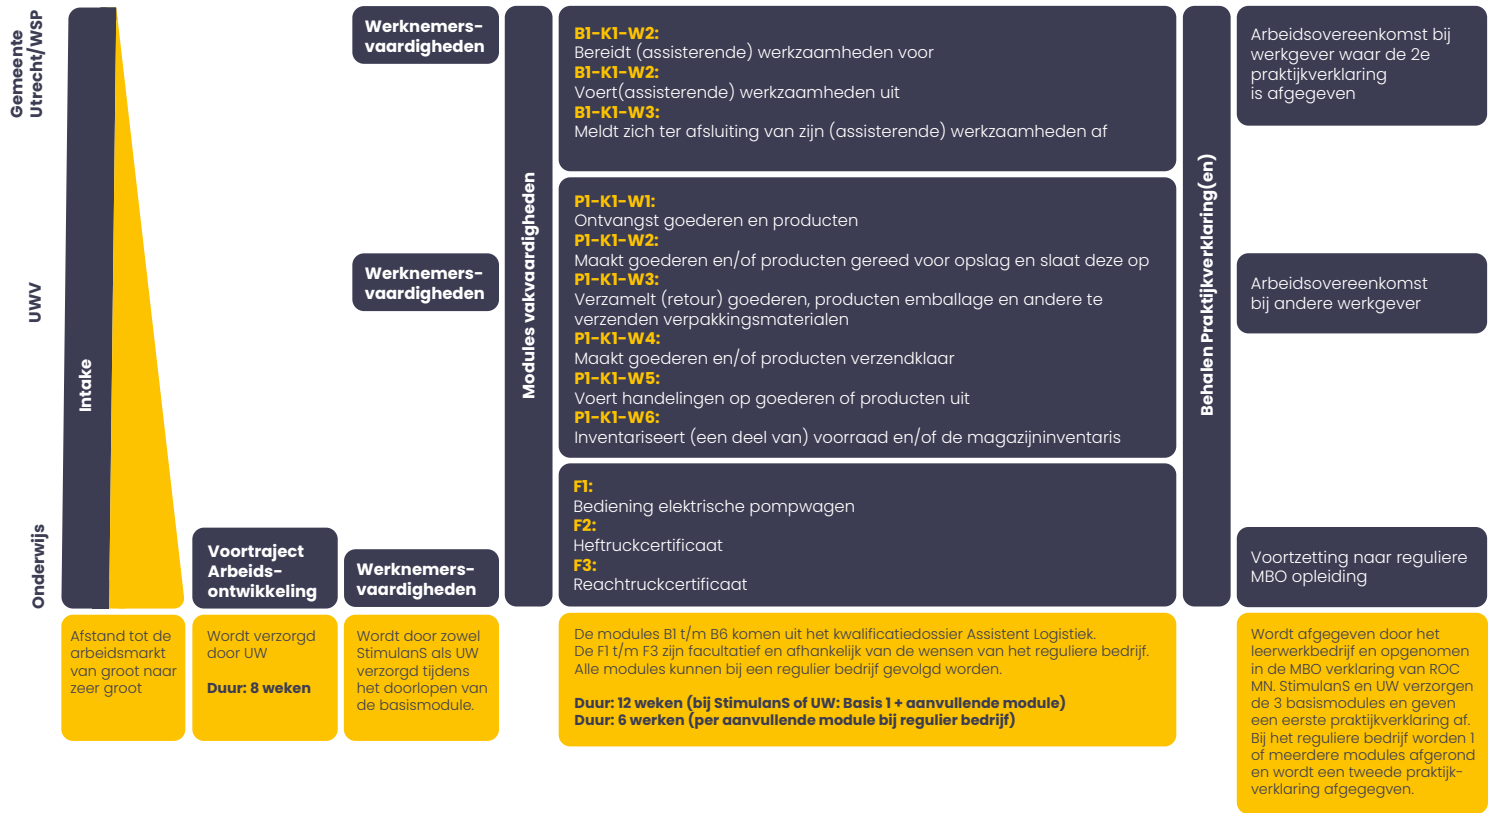 Gemeente
Utrecht/WSP
UWV
Onderwijs
Intake
Voortraject
Arbeids-
ontwikkeling
Werknemers-
vaardigheden
Werknemers-
vaardigheden
Werknemers-
vaardigheden
Modules vakvaardigheden
B1-K1-W2:
Bereidt (assisterende) werkzaamheden voor
B1-K1-W2:
Voert(assisterende) werkzaamheden uit
B1-K1-W3:
Meldt zich ter afsluiting van zijn (assisterende) werkzaamheden af
P1-K1-W1:
Ontvangst goederen en producten
P1-K1-W2:
Maakt goederen en/of producten gereed voor opslag en slaat deze op
P1-K1-W3:
Verzamelt (retour) goederen, producten emballage en andere te
verzenden verpakkingsmaterialen
P1-K1-W4:
Maakt goederen en/of producten verzendklaar
P1-K1-W5:
Voert handelingen op goederen of producten uit
P1-K1-W6:
Inventariseert (een deel van) voorraad en/of de magazijninventaris
F1:
Bediening elektrische pompwagen
F2:
Heftruckcertificaat
F3:
Reachtruckcertificaat
Behalen Praktijkverklaring(en)
Arbeidsovereenkomst bij
werkgever waar de 2e
praktijkverklaring
is afgegeven
Arbeidsovereenkomst
bij andere werkgever
Voortzetting naar reguliere
MBO opleiding
Afstand tot de
arbeidsmarkt
van groot naar
zeer groot
Wordt verzorgd
door UW
Duur: 8 weken
Wordt door zowel
StimulanS als UW
verzorgd tijdens
het doorlopen van
de basismodule.
De modules B1 t/m B6 komen uit het kwalificatiedossier Assistent Logistiek.
De F1 t/m F3 zijn facultatief en afhankelijk van de wensen van het reguliere bedrijf.
Alle modules kunnen bij een regulier bedrijf gevolgd worden.
Duur: 12 weken (bij StimulanS of UW: Basis 1 + aanvullende module)
Duur: 6 werken (per aanvullende module bij regulier bedrijf)
Wordt afgegeven door het
leerwerkbedrijf en opgenomen
in de MBO verklaring van ROC
MN. StimulanS en UW verzorgen
de 3 basismodules en geven
een eerste praktijkverklaring af.
Bij het reguliere bedrijf worden 1
of meerdere modules afgerond
en wordt een tweede praktijk-
verklaring afgegegven.